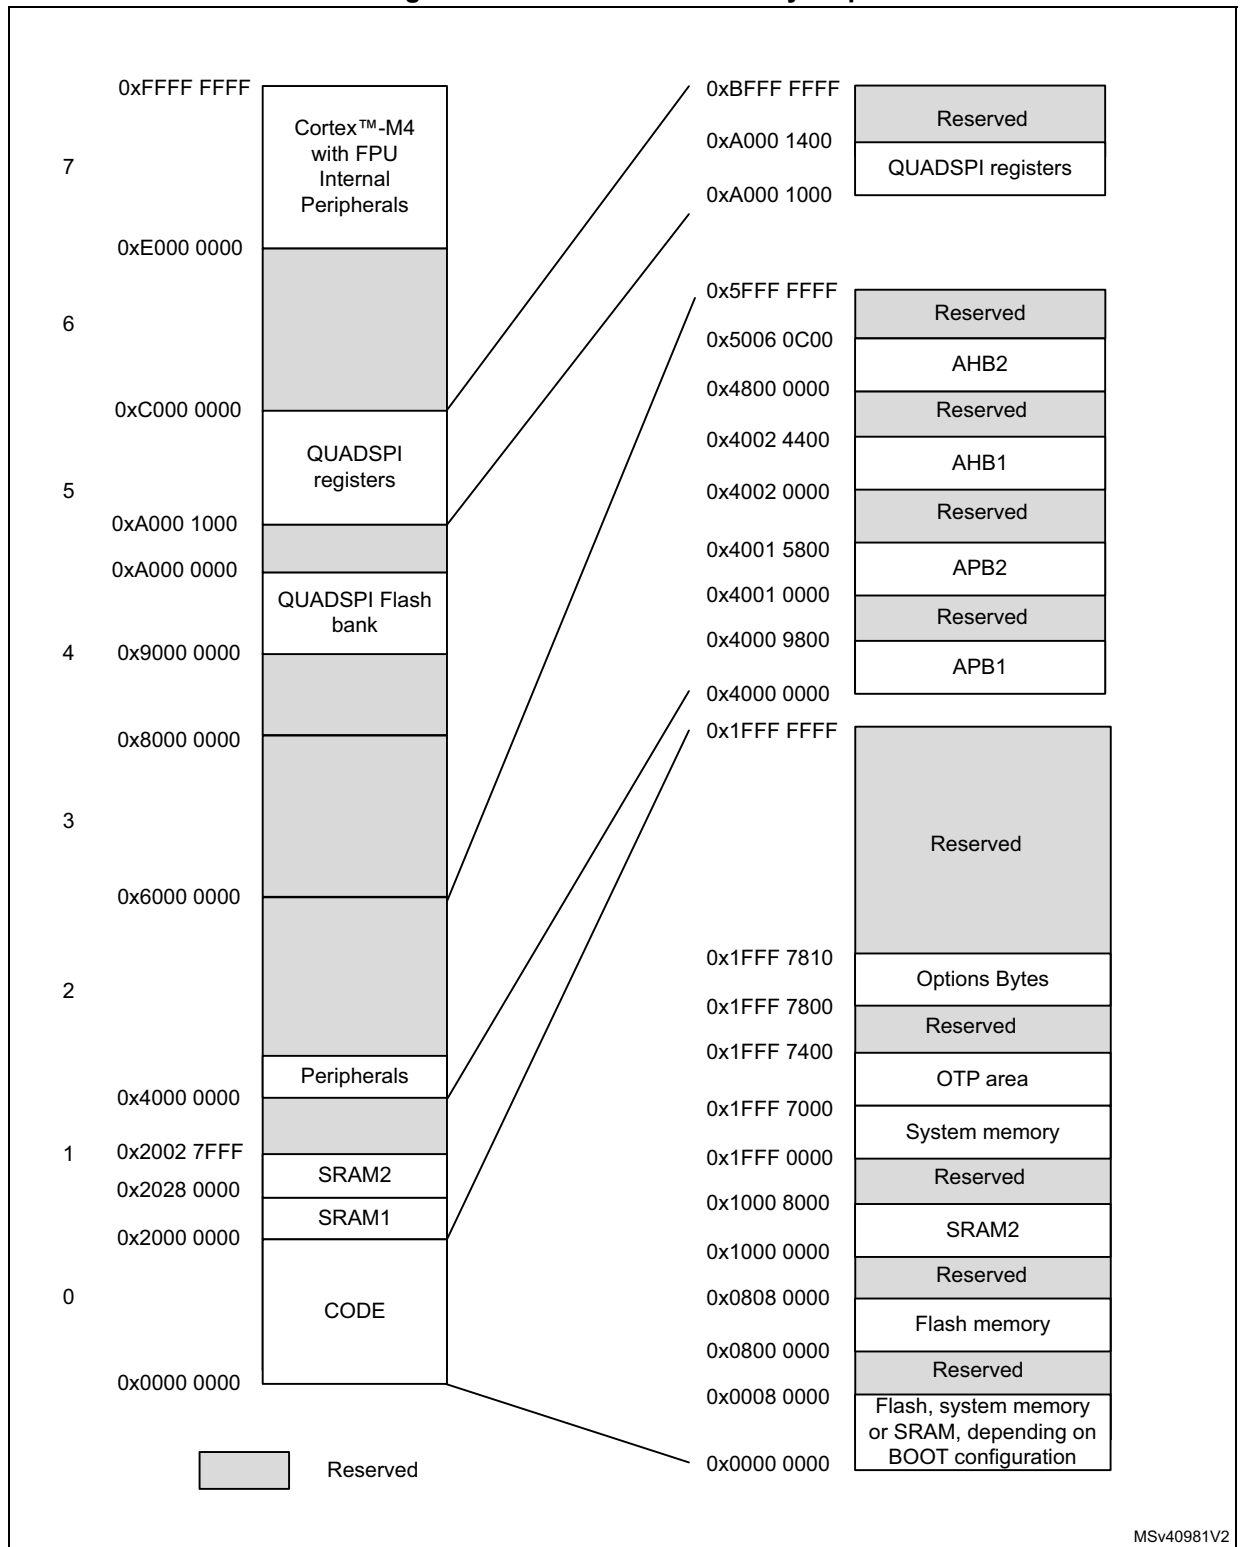 0xFFFF FFFF
Cortex™-M4
with FPU
Internal
Peripherals
7
0xE000 0000
6
0xC000 0000
QUADSPI
registers
5
0xA000 1000
0xA000 0000
QUADSPI Flash
bank
4
0x9000 0000
0x8000 0000
3
0x6000 0000
2
Peripherals
0x4000 0000
1
0x2002 7FFF
SRAM2
0x2028 0000
SRAM1
0x2000 0000
0
CODE
0x0000 0000
Reserved
0xBFFF FFFF
Reserved
0xA000 1400
QUADSPI registers
0xA000 1000
0x5FFF FFFF
Reserved
0x5006 0C00
AHB2
0x4800 0000
Reserved
0x4002 4400
AHB1
0x4002 0000
Reserved
0x4001 5800
APB2
0x4001 0000
Reserved
0x4000 9800
APB1
0x4000 0000
0x1FFF FFFF
Reserved
0x1FFF 7810
Options Bytes
0x1FFF 7800
Reserved
0x1FFF 7400
OTP area
0x1FFF 7000
System memory
0x1FFF 0000
Reserved
0x1000 8000
SRAM2
0x1000 0000
Reserved
0x0808 0000
Flash memory
0x0800 0000
Reserved
0x0008 0000
Flash, system memory
or SRAM, depending on
BOOT configuration
0x0000 0000
MSv40981V2